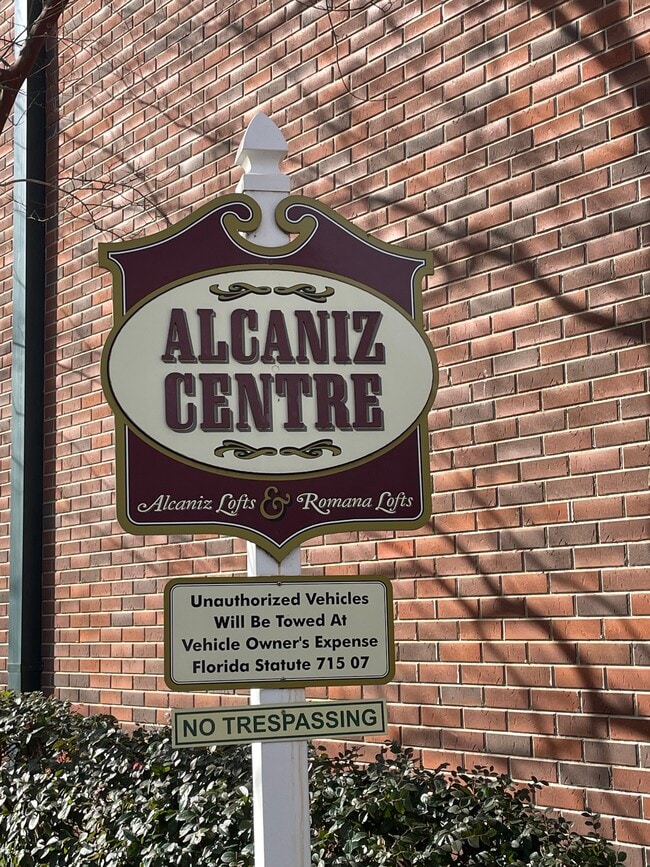 ALCANIZ
CENTRE
Alcaniz Lofts & Romana Lofts
Unauthorized Vehicles
Will Be Towed At
Vehicle Owner's Expense
Florida Statute 715 07
NO TRESPASSING